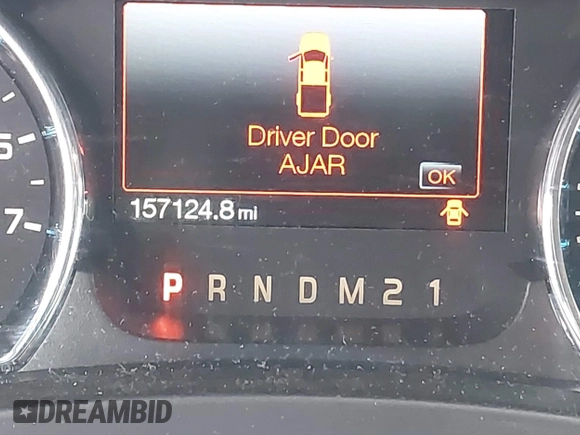 Driver Door
AJAR
OK
5
157124.8 mi
7
P R N D M 2 1
DREAMBID